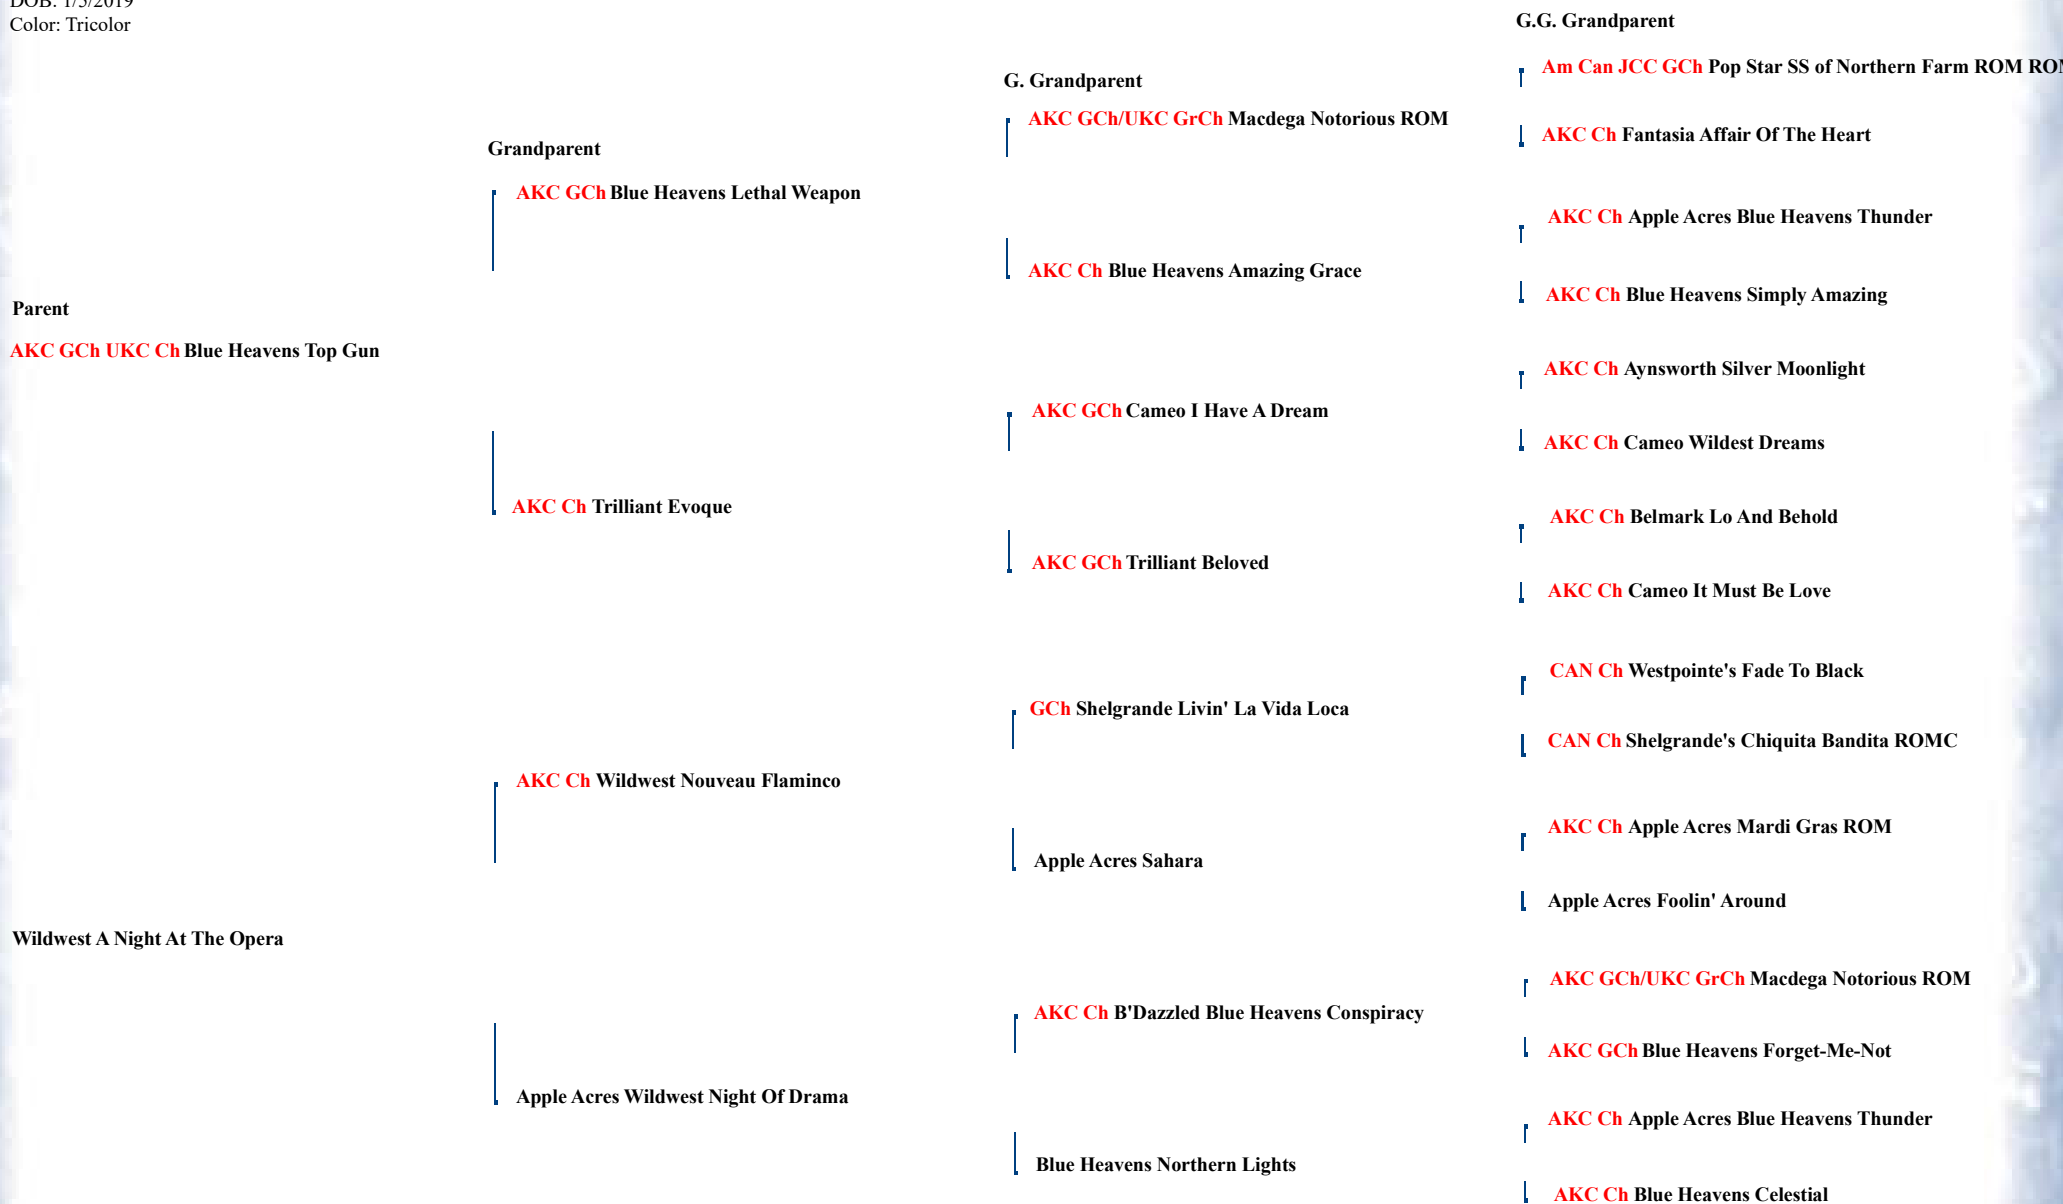 DOB: 1/5/2019
Color: Tricolor
G.G. Grandparent
Am Can JCC GCh Pop Star SS of Northern Farm ROM
G. Grandparent
AKC GCh/UKC GrCh Macdega Notorious ROM
AKC Ch Fantasia Affair Of The Heart
Grandparent
AKC GCh Blue Heavens Lethal Weapon
AKC Ch Apple Acres Blue Heavens Thunder
AKC Ch Blue Heavens Amazing Grace
AKC Ch Blue Heavens Simply Amazing
Parent
AKC GCh UKC Ch Blue Heavens Top Gun
AKC Ch Aynsworth Silver Moonlight
AKC GCh Cameo I Have A Dream
AKC Ch Cameo Wildest Dreams
AKC Ch Trilliant Evoque
AKC Ch Belmark Lo And Behold
AKC GCh Trilliant Beloved
AKC Ch Cameo It Must Be Love
CAN Ch Westpointe's Fade To Black
GCh Shelgrande Livin' La Vida Loca
CAN Ch Shelgrande's Chiquita Bandita ROMC
AKC Ch Wildwest Nouveau Flaminco
AKC Ch Apple Acres Mardi Gras ROM
Apple Acres Sahara
Apple Acres Foolin' Around
Wildwest A Night At The Opera
AKC GCh/UKC GrCh Macdega Notorious ROM
AKC Ch B'Dazzled Blue Heavens Conspiracy
AKC GCh Blue Heavens Forget-Me-Not
Apple Acres Wildwest Night Of Drama
AKC Ch Apple Acres Blue Heavens Thunder
Blue Heavens Northern Lights
AKC Ch Blue Heavens Celestial